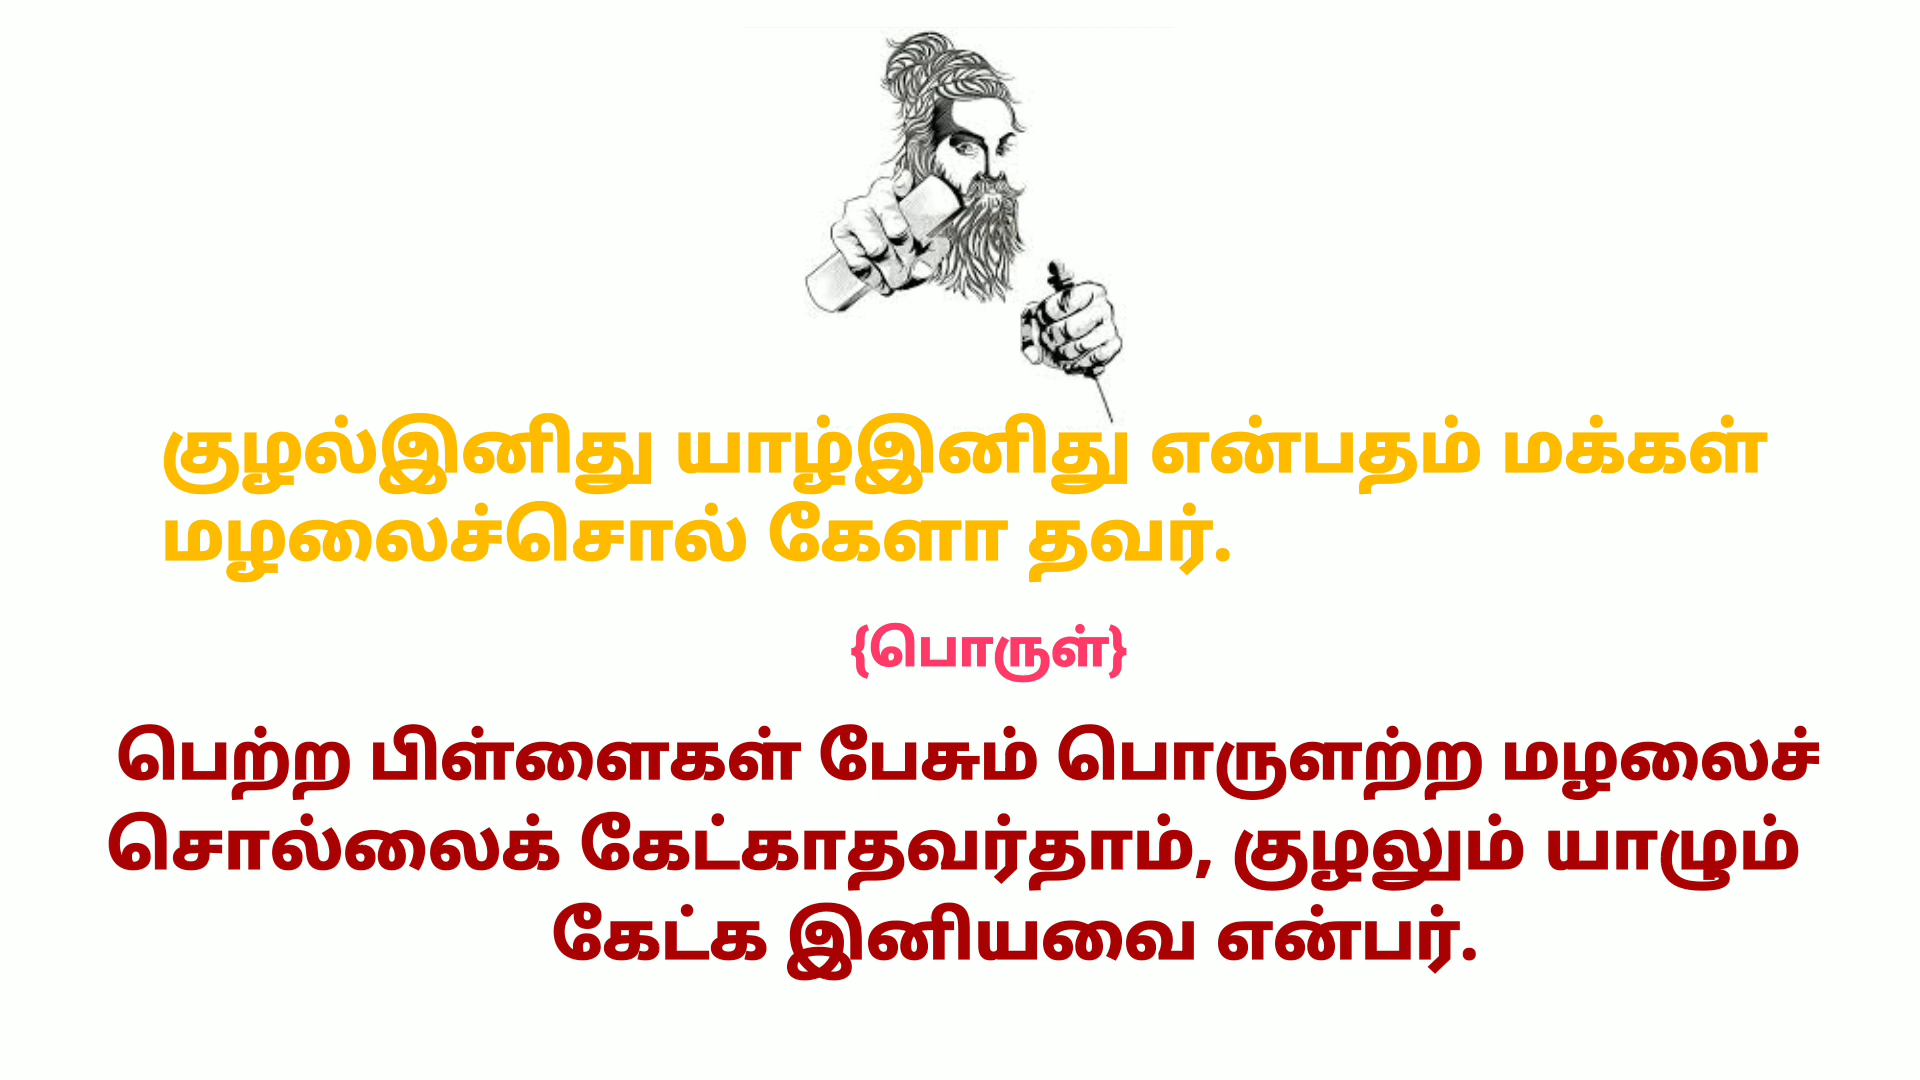 குழல்இனிது யாழ்இனிது என்பதம் மக்கள்
மழலைச்சொல் கேளா தவர்.
{பொருள்}
பெற்ற பிள்ளைகள் பேசும் பொருளற்ற மழலைச்
சொல்லைக் கேட்காதவர்தாம், குழலும் யாழும்
கேட்க இனியவை என்பர்.